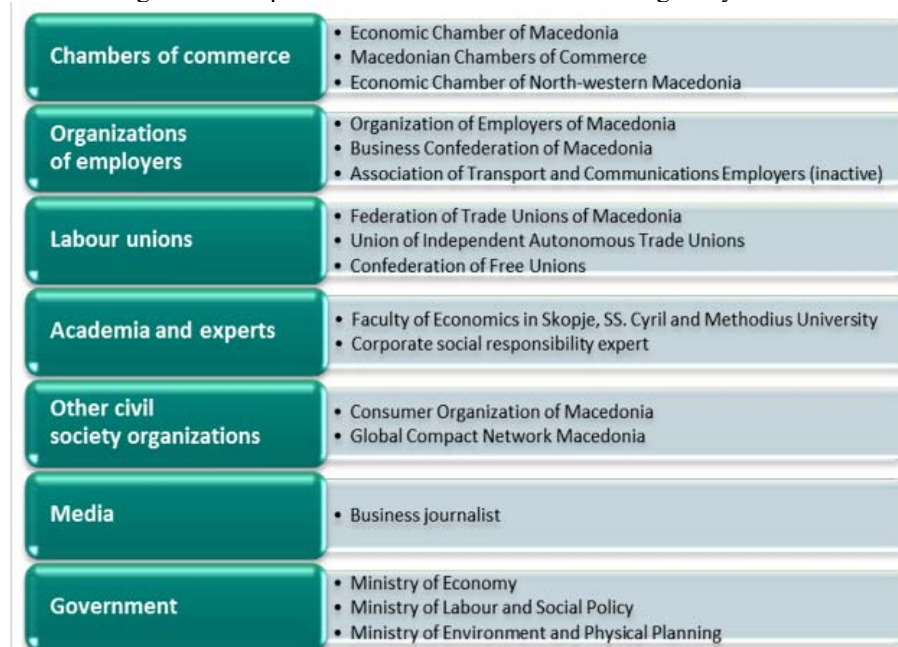 Chambers of commerce
• Economic Chamber of Macedonia
• Macedonian Chambers of Commerce
• Economic Chamber of North-western Macedonia
Organizations
of employers
• Organization of Employers of Macedonia
• Business Confederation of Macedonia
• Association of Transport and Communications Employers (inactive)
Labour unions
• Federation of Trade Unions of Macedonia
• Union of Independent Autonomous Trade Unions
• Confederation of Free Unions
Academia and experts
• Faculty of Economics in Skopje, SS. Cyril and Methodius University
• Corporate social responsibility expert
Other civil
society organizations
• Consumer Organization of Macedonia
• Global Compact Network Macedonia
Media
• Business journalist
Government
• Ministry of Economy
• Ministry of Labour and Social Policy
• Ministry of Environment and Physical Planning